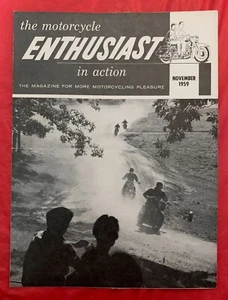 the motorcycle
ENTHUSIAST
in action
THE MAGAZINE FOR MORE MOTORCYCLING PLEASURE
NOVEMBER
1959